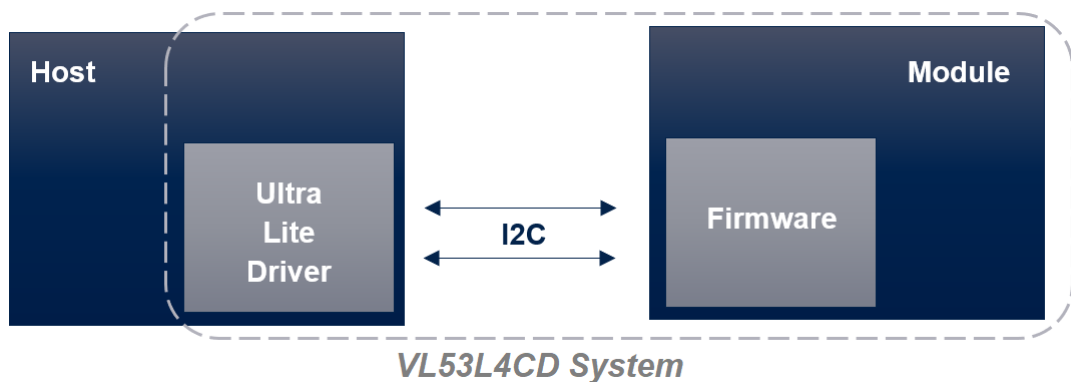 Host
Module
Ultra
Lite
Driver
I2C
Firmware
VL53L4CD System